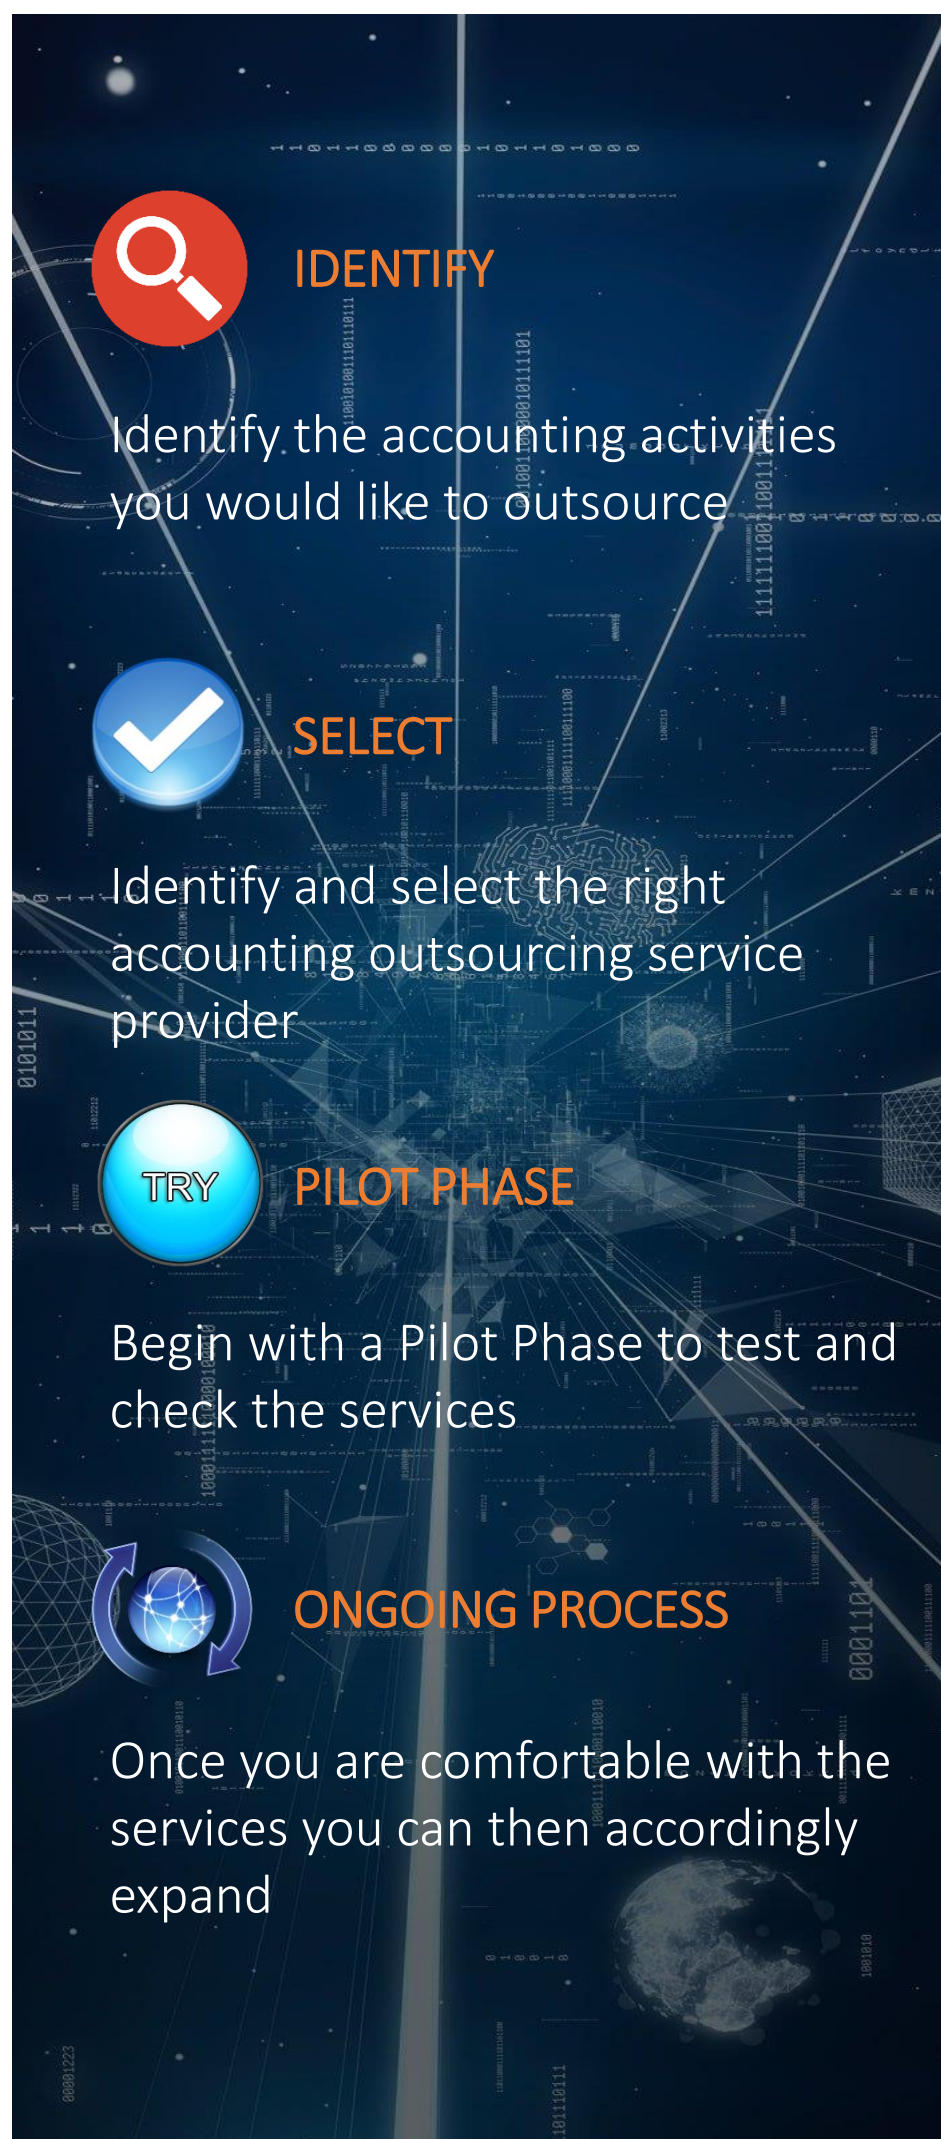 IDENTIFY
Identify the accounting activities
you would like to outsource
SELECT
Identify and select the right
accounting outsourcing service
provider
TRY
PILOT PHASE
Begin with a Pilot Phase to test and
check the services
ONGOING PROCESS
Once you are comfortable with the
services you can then accordingly
expand